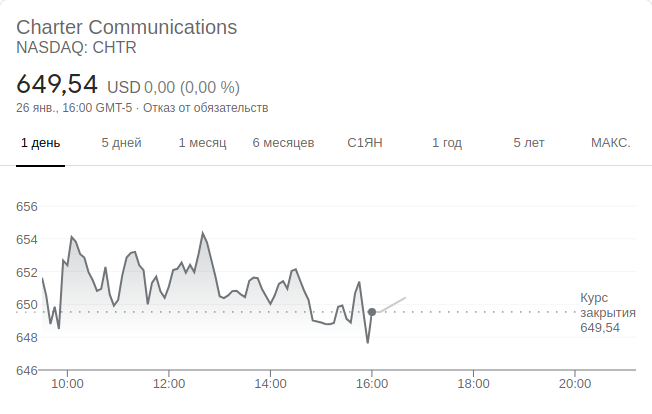 Charter Communications
NASDAQ: CHTR
649,54 USD 0,00 (0,00 %)
26 янв., 16:00 GMT-5 · Отказ от обязательств
1 день 5 дней 1 месяц 6 месяцев С1ЯН 1 год 5 лет МАКС.
656
654
652
650
648
646
Курс
закрытия
649,54
10:00 12:00 14:00 16:00 18:00 20:00